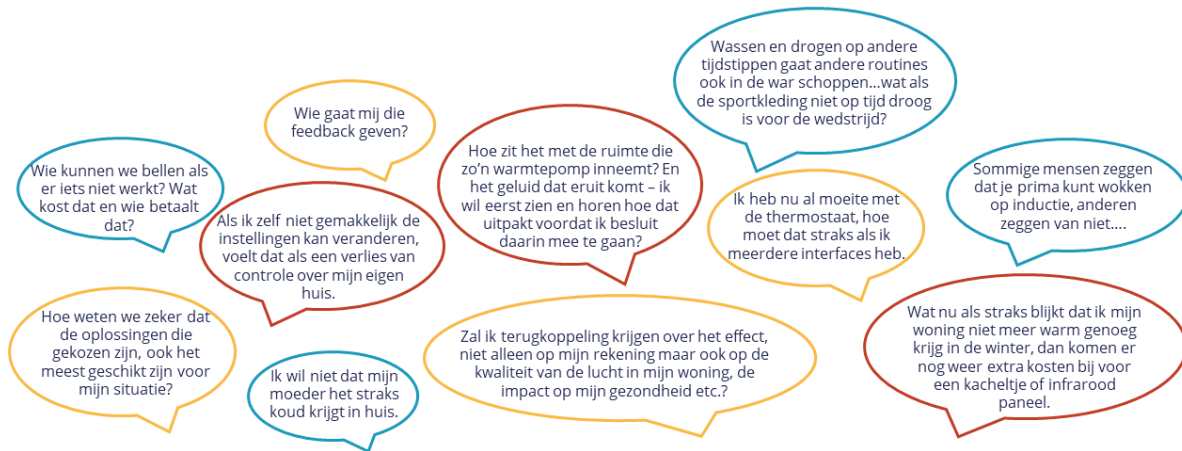 Wassen en drogen op andere
tijdstippen gaat andere routines
ook in de war schoppen...wat als
de sportkleding niet op tijd droog
is voor de wedstrijd?
Wie gaat mij die
feedback geven?
Hoe zit het met de ruimte die
zo'n warmtepomp inneemt? En
het geluid dat eruit komt – ik
wil eerst zien en horen hoe dat
uitpakt voordat ik besluit
daarin mee te gaan?
Wie kunnen we bellen als
er iets niet werkt? Wat
kost dat en wie betaalt
dat?
Sommige mensen zeggen
dat je prima kunt wokken
op inductie, anderen
zeggen van niet....
Als ik zelf niet gemakkelijk de
instellingen kan veranderen,
voelt dat als een verlies van
controle over mijn eigen
huis.
Ik heb nu al moeite met
de thermostaat, hoe
moet dat straks als ik
meerdere interfaces heb.
Hoe weten we zeker dat
de oplossingen die
gekozen zijn, ook het
meest geschikt zijn voor
mijn situatie?
Ik wil niet dat mijn
moeder het straks
koud krijgt in huis.
Zal ik terugkoppeling krijgen over het effect,
niet alleen op mijn rekening maar ook op de
kwaliteit van de lucht in mijn woning, de
impact op mijn gezondheid etc.?
Wat nu als straks blijkt dat ik mijn
woning niet meer warm genoeg
krijg in de winter, dan komen er
nog weer extra kosten bij voor
een kacheltje of infrarood
paneel.